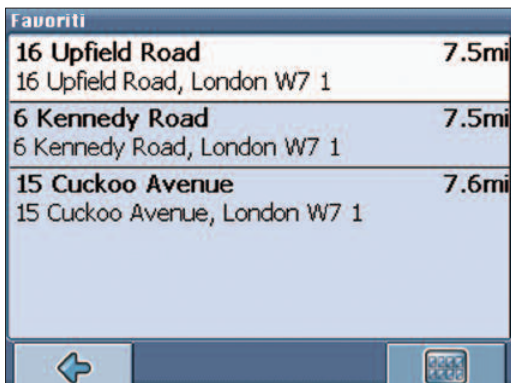 Favoriti
16 Upfield Road 7.5mi
16 Upfield Road, London W7 1
6 Kennedy Road 7.5mi
6 Kennedy Road, London W7 1
15 Cuckoo Avenue 7.6mi
15 Cuckoo Avenue, London W7 1